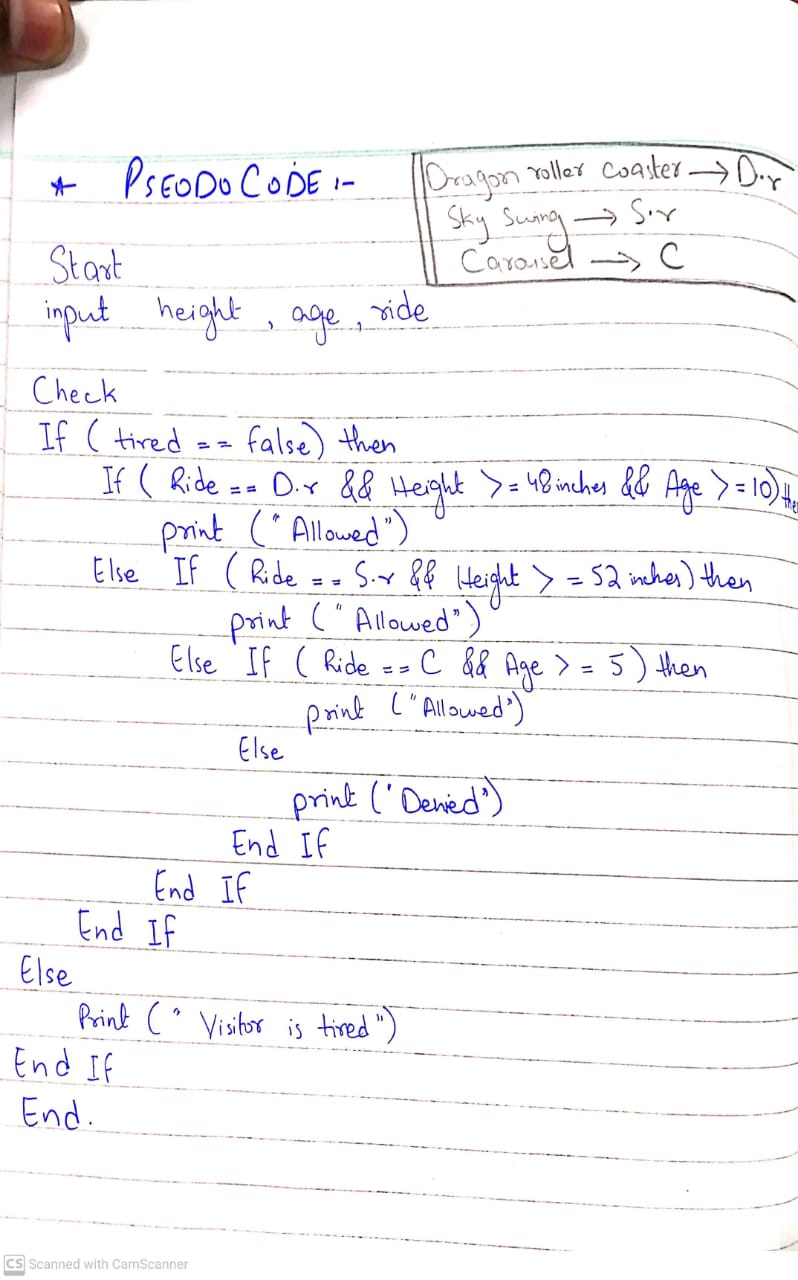 * PSEODO CODE :-
Dragon roller coaster → D.r
Sky Swing → S.r
Carousel → C
Start
input height , age , ride
Check
If ( tired == false) then
If ( Ride == D.r && Height >= 48 inches && Age >= 10) then
print (" Allowed")
Else If ( Ride == S.r && Height >= 52 inches) then
print (" Allowed")
Else If ( Ride == C && Age >= 5 ) then
print ("Allowed")
Else
print (' Denied")
End If
End If
End If
Else
Print (" Visitor is tired")
End If
End.
CS Scanned with CamScanner